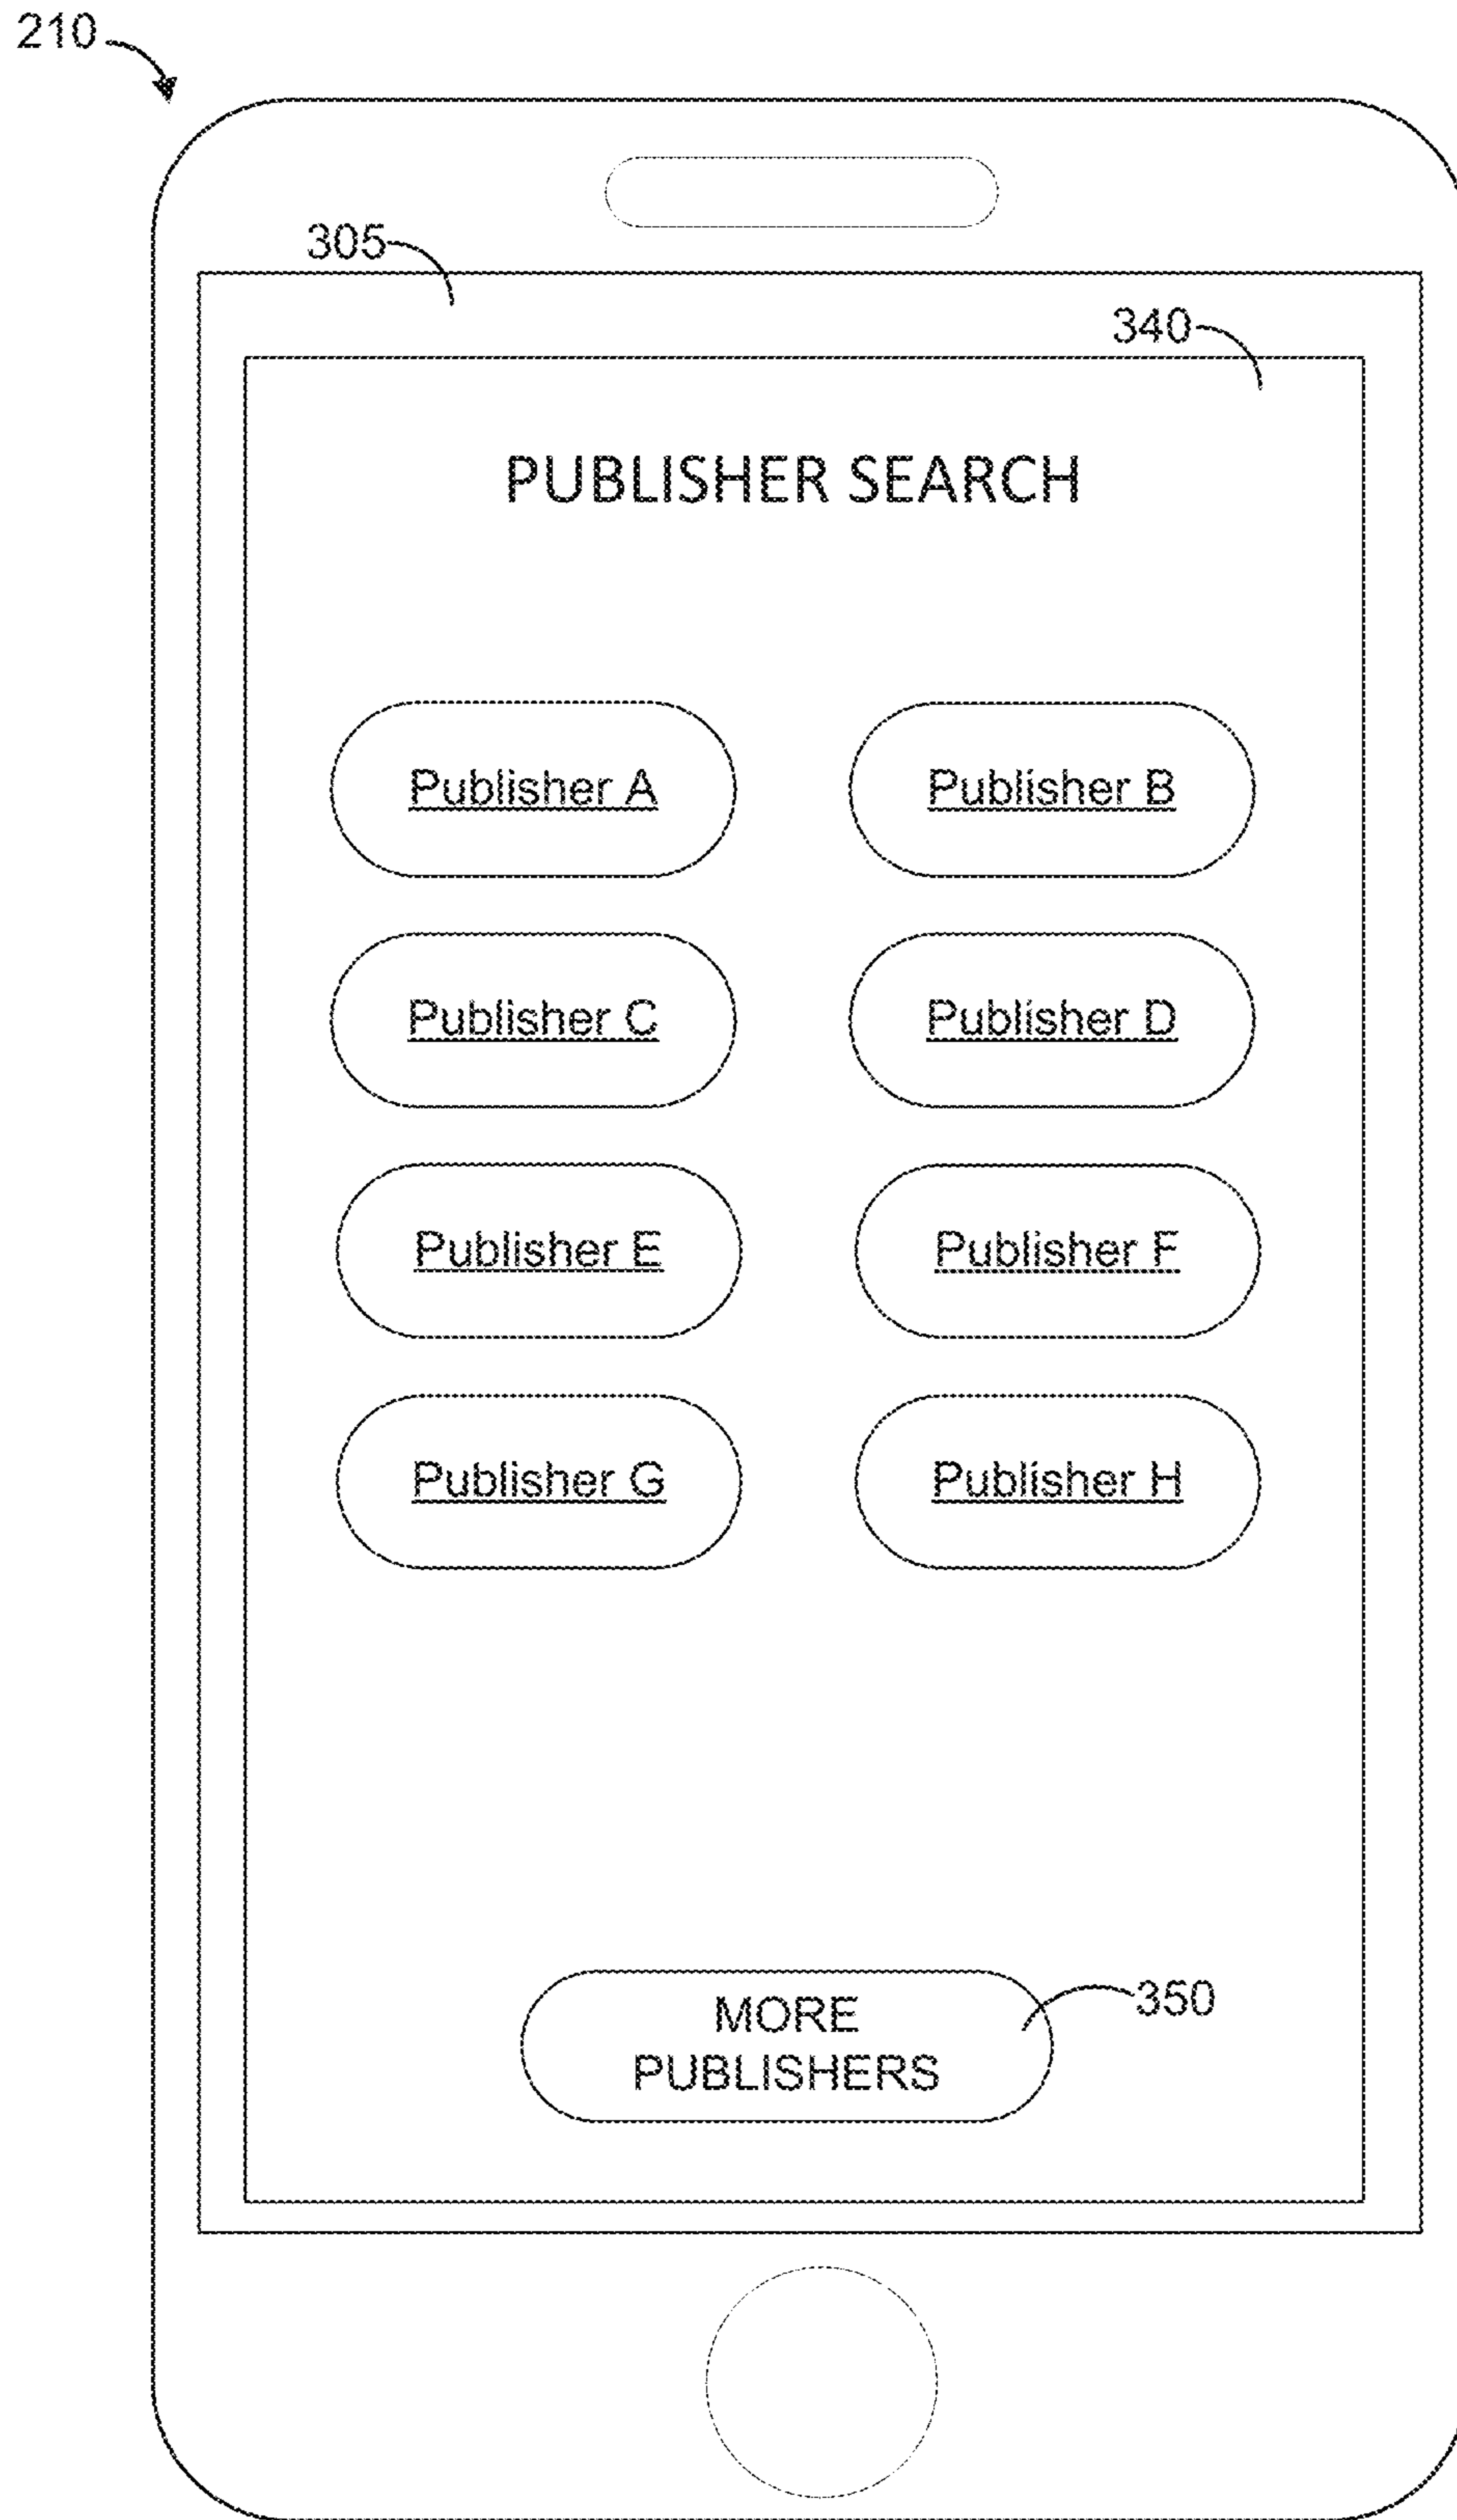 210
305
340
PUBLISHER SEARCH
Publisher A
Publisher B
Publisher C
Publisher D
Publisher E
Publisher F
Publisher G
Publisher H
MORE
PUBLISHERS
350